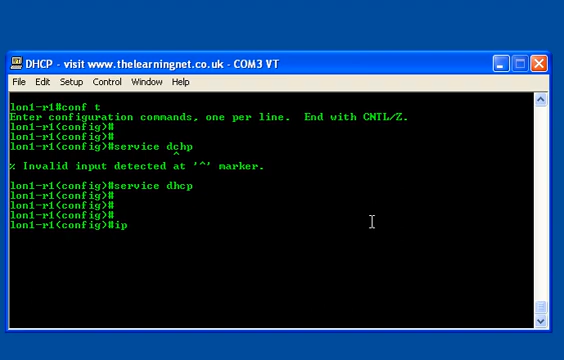 DHCP - visit www.thelearningnet.co.uk - COM3 VT
File Edit Setup Control Window Help
lon1-r1#conf t
Enter configuration commands, one per line. End with CNTL/Z.
lon1-r1(config)#
lon1-r1(config)#
lon1-r1(config)#service dchp
^
% Invalid input detected at '^' marker.
lon1-r1(config)#service dhcp
lon1-r1(config)#
lon1-r1(config)#
lon1-r1(config)#
lon1-r1(config)#ip